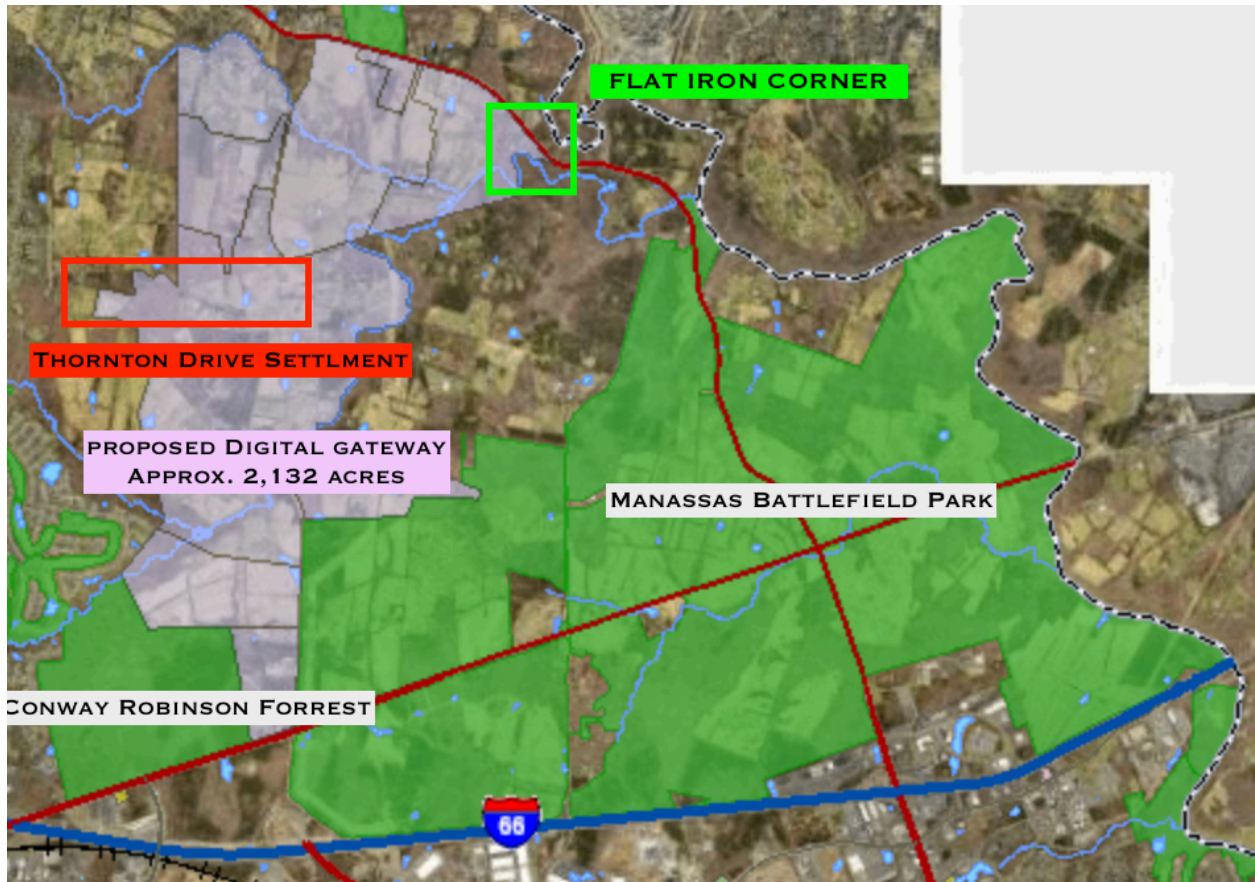 FLAT IRON CORNER
THORNTON DRIVE SETTLMENT
PROPOSED DIGITAL GATEWAY
APPROX. 2,132 ACRES
MANASSAS BATTLEFIELD PARK
CONWAY ROBINSON FORREST
66